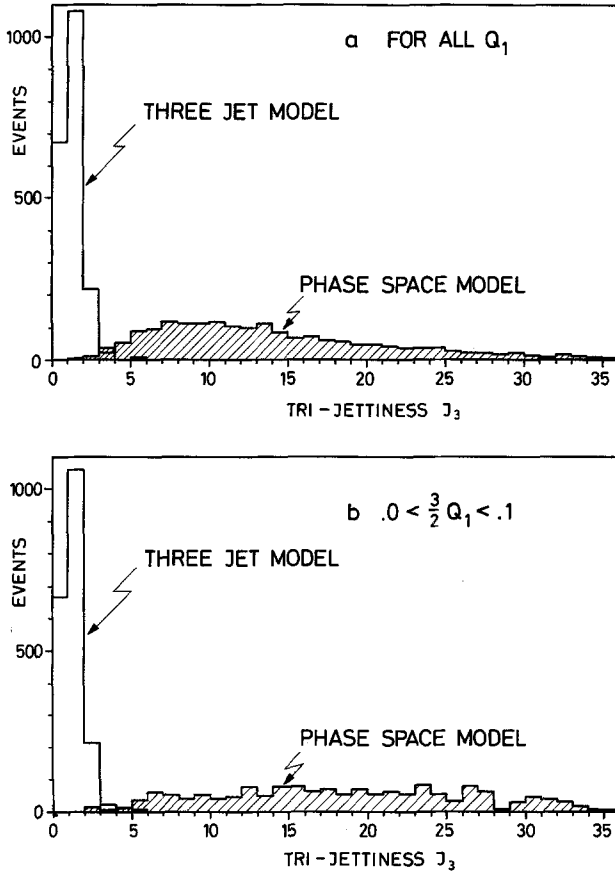 1000
500
0
EVENTS
a FOR ALL Q₁
THREE JET MODEL
PHASE SPACE MODEL
0 5 10 15 20 25 30 35
TRI-JETTINESS J₃
1000
500
0
EVENTS
b .0 < 3/2 Q₁ < .1
THREE JET MODEL
PHASE SPACE MODEL
0 5 10 15 20 25 30 35
TRI-JETTINESS J₃